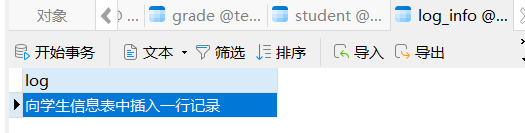 对象
grade @te...
student @...
log_info @...
开始事务 文本 筛选 排序 导入 导出
log
向学生信息表中插入一行记录